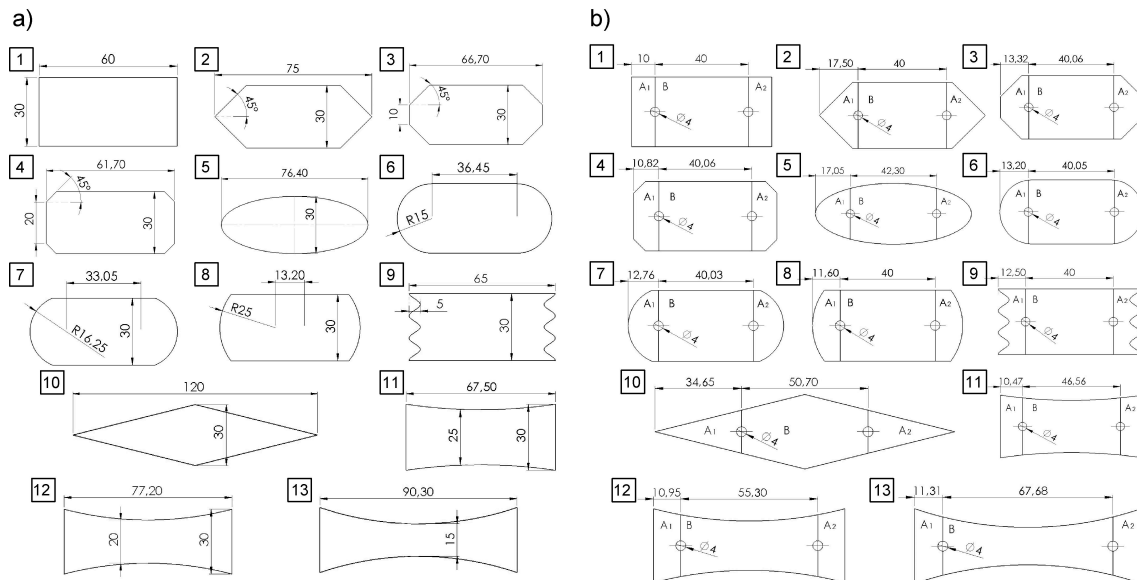 a)
1
60
30
2
75
45°
30
3
66,70
45°
10
30
4
61,70
45°
20
30
5
76,40
30
6
36,45
R15
7
33,05
R16,25
30
8
13,20
R25
30
9
65
5
30
10
120
30
11
67,50
25
30
12
77,20
20
30
13
90,30
15
b)
1
10 40
A1 B A2
Ø4
2
17,50 40
A1 B A2
Ø4
3
13,32 40,06
A1 B A2
Ø4
4
10,82 40,06
A1 B A2
Ø4
5
17,05 42,30
A1 B A2
Ø4
6
13,20 40,05
A1 B A2
Ø4
7
12,76 40,03
A1 B A2
Ø4
8
11,60 40
A1 B A2
Ø4
9
12,50 40
A1 B A2
Ø4
10
34,65 50,70
A1 B A2
Ø4
11
10,47 46,56
A1 B A2
Ø4
12
10,95 55,30
A1 B A2
Ø4
13
11,31 67,68
A1 B A2
Ø4